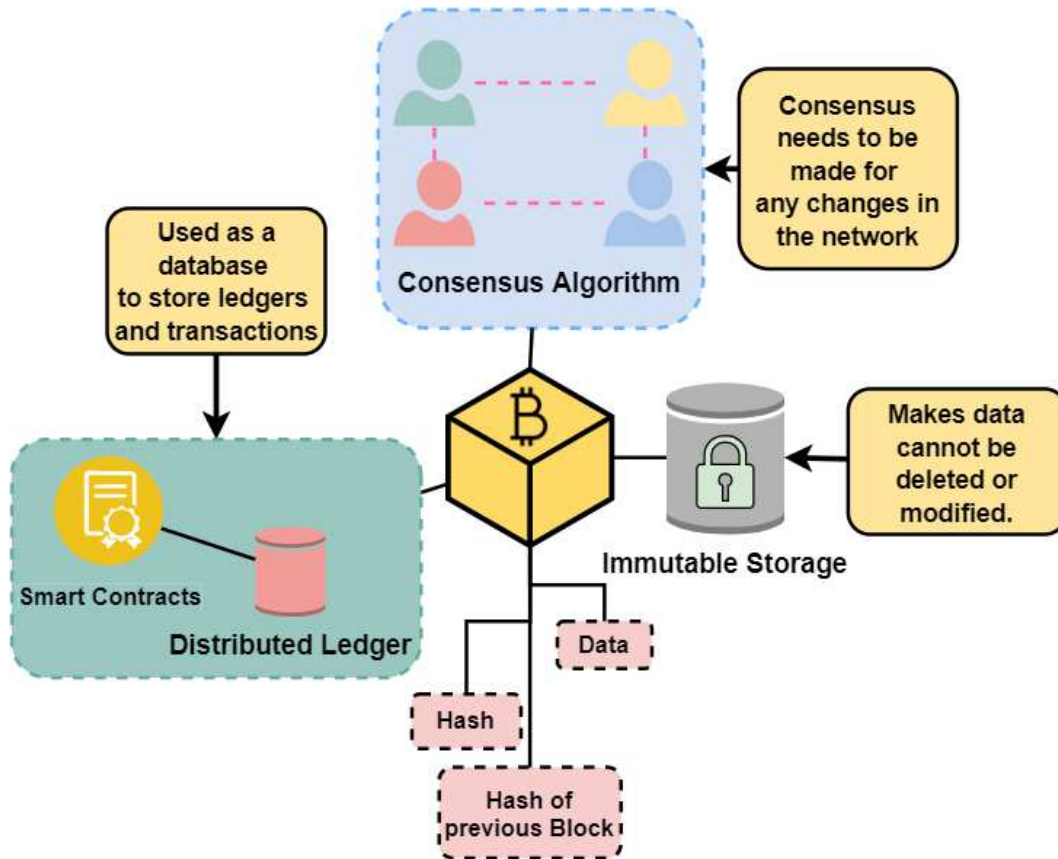 Consensus
needs to be
made for
any changes in
the network
Consensus Algorithm
Used as a
database
to store ledgers
and transactions
Makes data
cannot be
deleted or
modified.
Immutable Storage
Smart Contracts
Distributed Ledger
Data
Hash
Hash of
previous Block